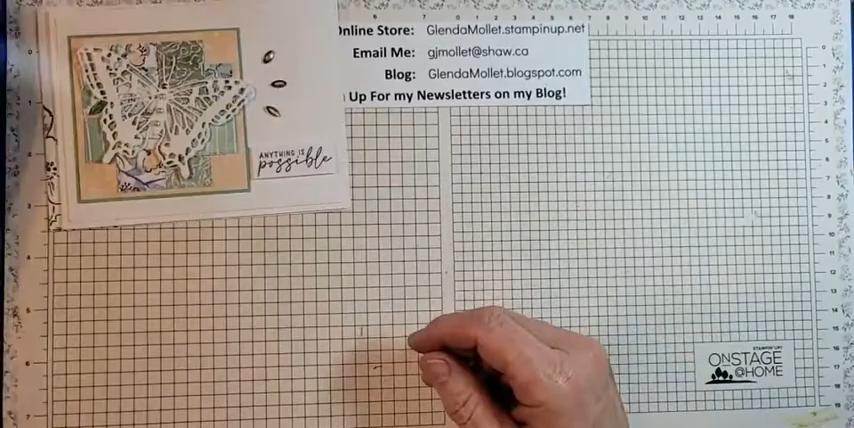 Online Store: GlendaMollet.stampinup.net
Email Me: gjmollet@shaw.ca
Blog: GlendaMollet.blogspot.com
Up For my Newsletters on my Blog!
ANYTHING IS
possible
STAMPIN' UP!
ONSTAGE
@HOME